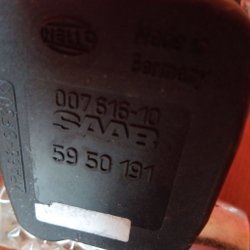 HELLA
Made in
Germany
007 616-10
SAAB
59 50 191